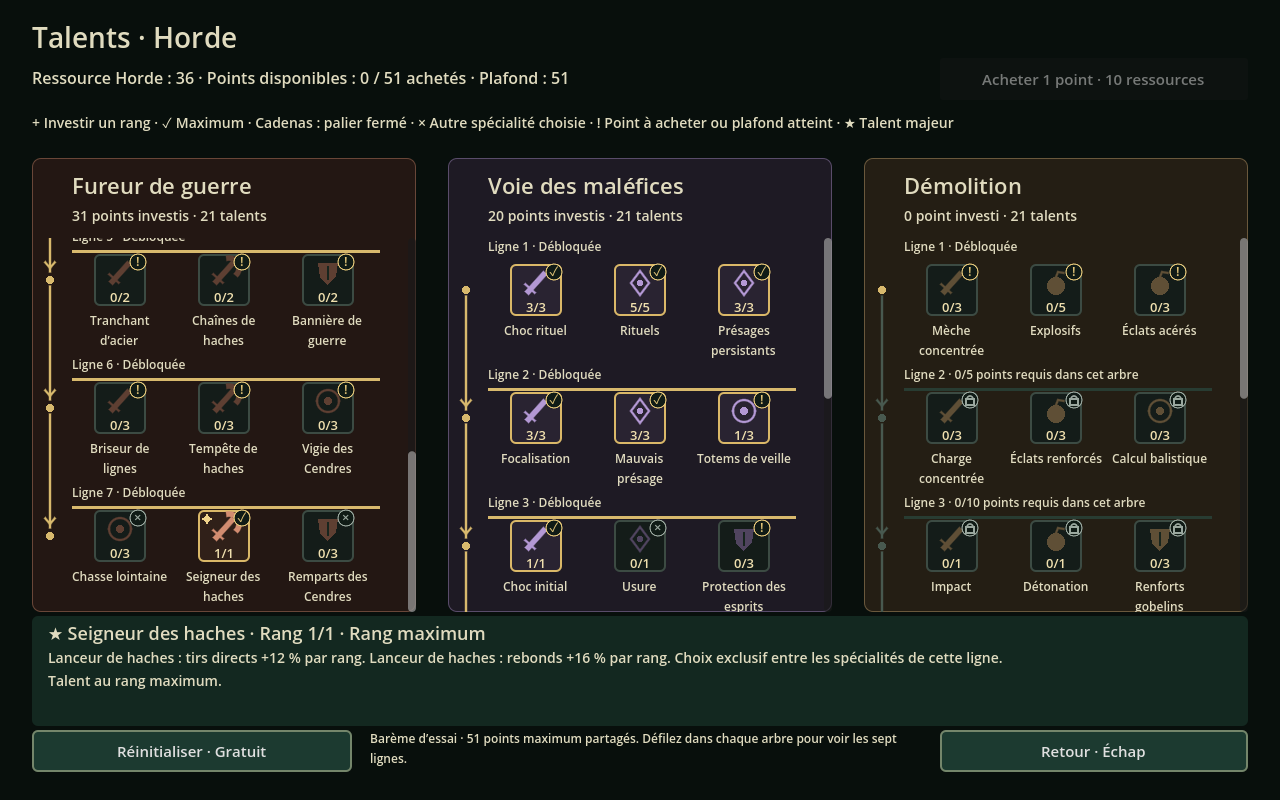 Talents · Horde
Ressource Horde : 36 · Points disponibles : 0 / 51 achetés · Plafond : 51
Acheter 1 point · 10 ressources
+ Investir un rang · ✓ Maximum · Cadenas : palier fermé · × Autre spécialité choisie · ! Point à acheter ou plafond atteint · ★ Talent majeur
Fureur de guerre
31 points investis · 21 talents
Ligne 5 · Débloquée
! ! !
0/2 0/2 0/2
Tranchant d’acier
Chaînes de haches
Bannière de guerre
Ligne 6 · Débloquée
! ! !
0/3 0/3 0/3
Briseur de lignes
Tempête de haches
Vigie des Cendres
Ligne 7 · Débloquée
× ✓ ×
0/3 1/1 0/3
Chasse lointaine
Seigneur des haches
Remparts des Cendres
Voie des maléfices
20 points investis · 21 talents
Ligne 1 · Débloquée
✓ ✓ ✓
3/3 5/5 3/3
Choc rituel
Rituels
Présages persistants
Ligne 2 · Débloquée
✓ ✓ !
3/3 3/3 1/3
Focalisation
Mauvais présage
Totems de veille
Ligne 3 · Débloquée
✓ × !
1/1 0/1 0/3
Choc initial
Usure
Protection des esprits
Démolition
0 point investi · 21 talents
Ligne 1 · Débloquée
! ! !
0/3 0/5 0/3
Mèche concentrée
Explosifs
Éclats acérés
Ligne 2 · 0/5 points requis dans cet arbre
0/3 0/3 0/3
Charge concentrée
Éclats renforcés
Calcul balistique
Ligne 3 · 0/10 points requis dans cet arbre
0/1 0/1 0/3
Impact
Détonation
Renforts gobelins
★ Seigneur des haches · Rang 1/1 · Rang maximum
Lanceur de haches : tirs directs +12 % par rang. Lanceur de haches : rebonds +16 % par rang. Choix exclusif entre les spécialités de cette ligne.
Talent au rang maximum.
Réinitialiser · Gratuit
Barème d’essai · 51 points maximum partagés. Défilez dans chaque arbre pour voir les sept
lignes.
Retour · Échap